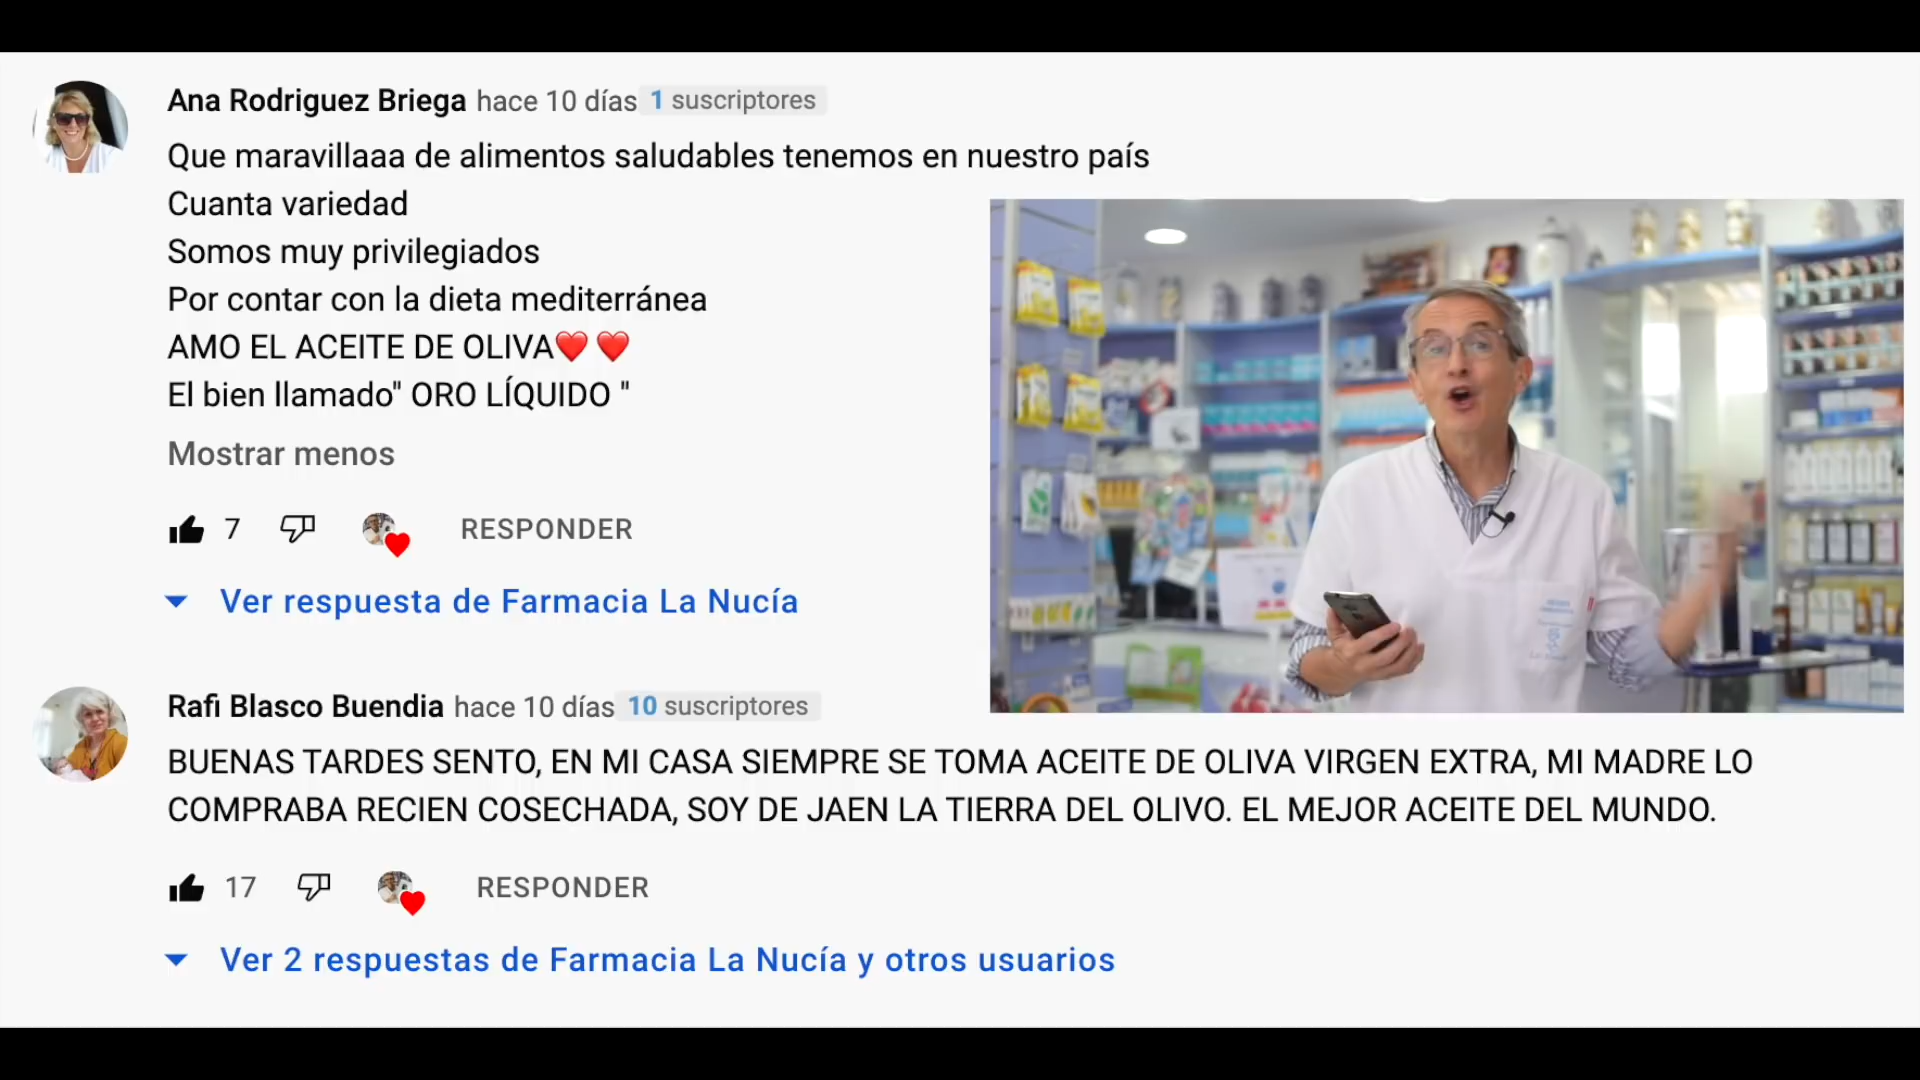 Ana Rodriguez Briega hace 10 días 1 suscriptores
Que maravillaaa de alimentos saludables tenemos en nuestro país
Cuanta variedad
Somos muy privilegiados
Por contar con la dieta mediterránea
AMO EL ACEITE DE OLIVA❤️❤️
El bien llamado" ORO LÍQUIDO "
Mostrar menos
7 RESPONDER
Ver respuesta de Farmacia La Nucía
Rafi Blasco Buendia hace 10 días 10 suscriptores
BUENAS TARDES SENTO, EN MI CASA SIEMPRE SE TOMA ACEITE DE OLIVA VIRGEN EXTRA, MI MADRE LO
COMPRABA RECIEN COSECHADA, SOY DE JAEN LA TIERRA DEL OLIVO. EL MEJOR ACEITE DEL MUNDO.
17 RESPONDER
Ver 2 respuestas de Farmacia La Nucía y otros usuarios